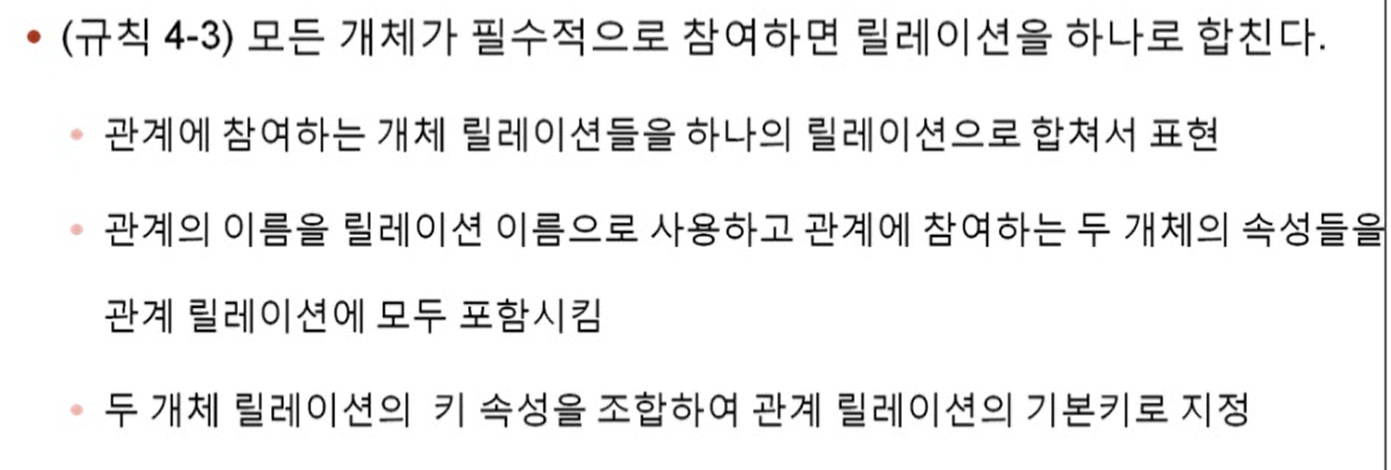 • (규칙 4-3) 모든 개체가 필수적으로 참여하면 릴레이션을 하나로 합친다.
• 관계에 참여하는 개체 릴레이션들을 하나의 릴레이션으로 합쳐서 표현
• 관계의 이름을 릴레이션 이름으로 사용하고 관계에 참여하는 두 개체의 속성들을
관계 릴레이션에 모두 포함시킴
• 두 개체 릴레이션의 키 속성을 조합하여 관계 릴레이션의 기본키로 지정